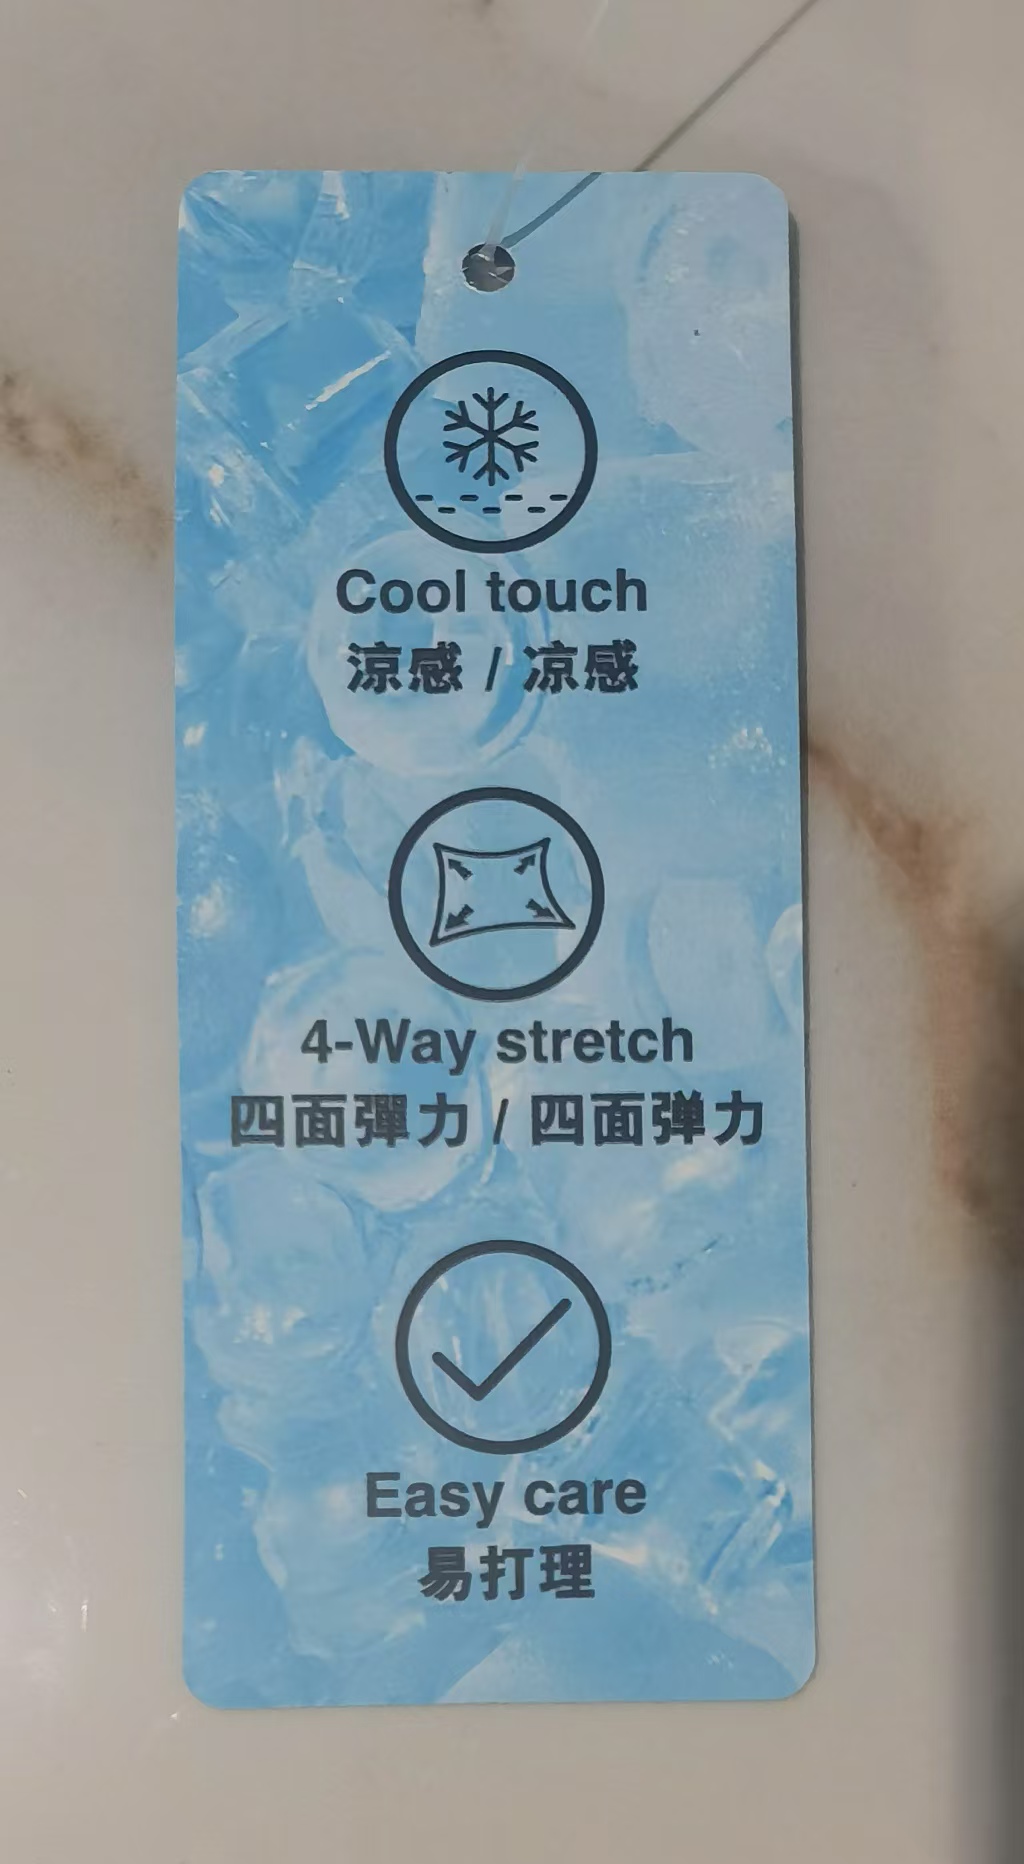 Cool touch
涼感 / 凉感
4-Way stretch
四面彈力 / 四面弹力
Easy care
易打理